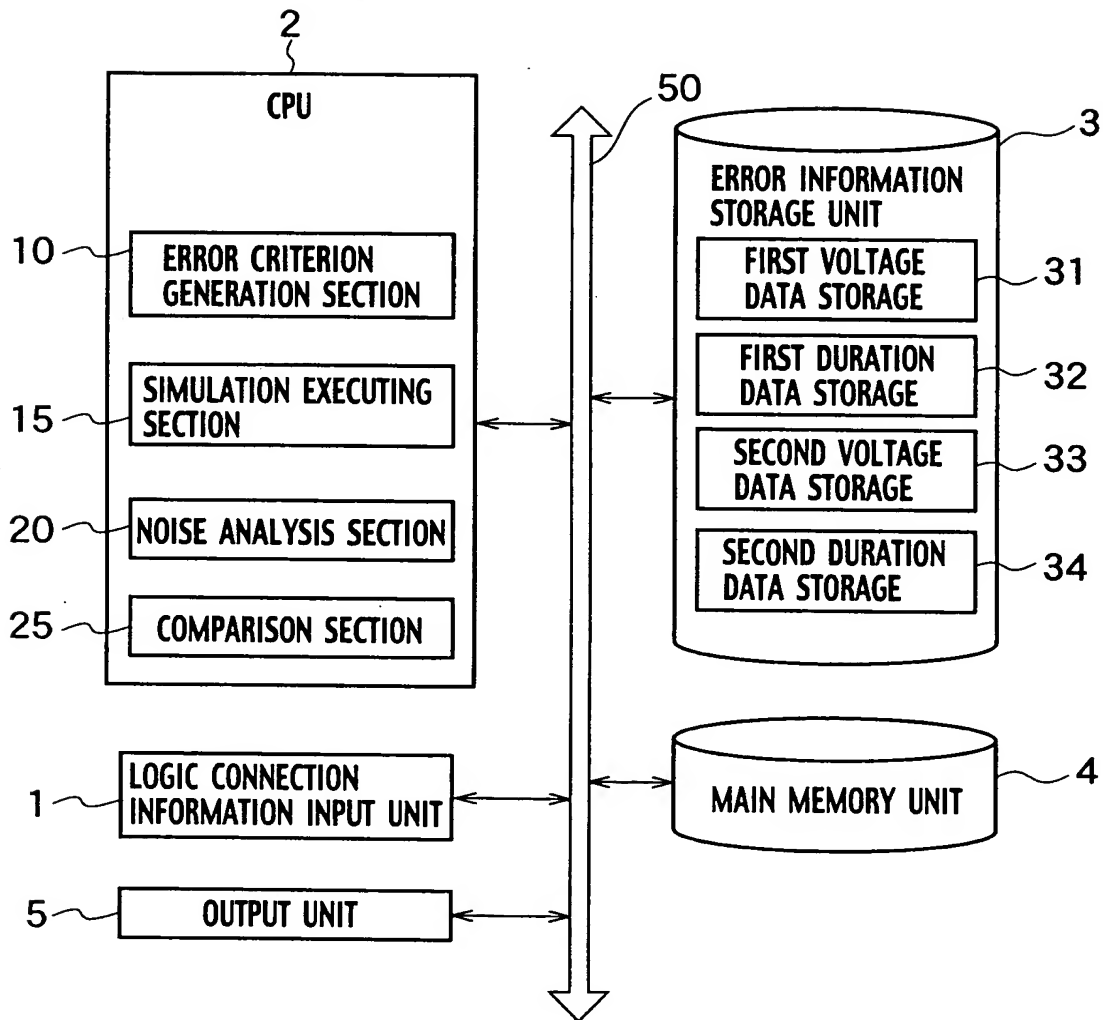 2
CPU
10
ERROR CRITERION
GENERATION SECTION
15
SIMULATION EXECUTING
SECTION
20
NOISE ANALYSIS SECTION
25
COMPARISON SECTION
50
3
ERROR INFORMATION
STORAGE UNIT
FIRST VOLTAGE
DATA STORAGE
31
FIRST DURATION
DATA STORAGE
32
SECOND VOLTAGE
DATA STORAGE
33
SECOND DURATION
DATA STORAGE
34
1
LOGIC CONNECTION
INFORMATION INPUT UNIT
MAIN MEMORY UNIT
4
5
OUTPUT UNIT